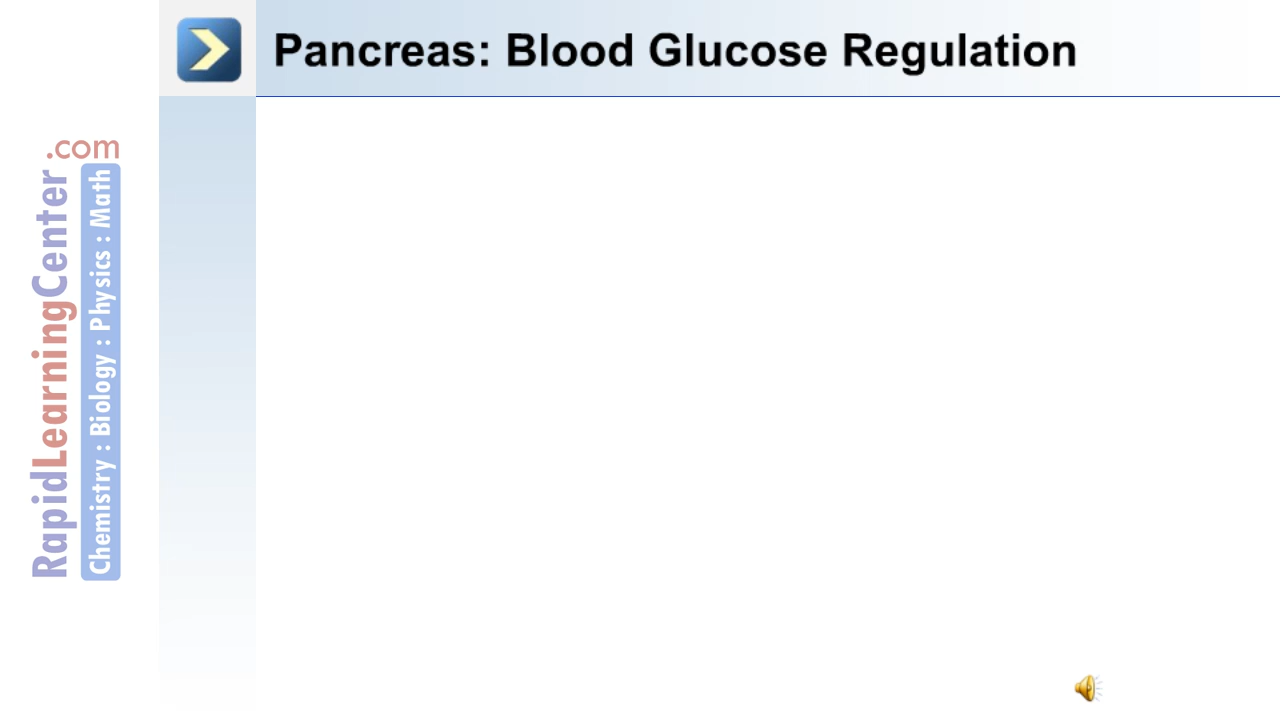 Pancreas: Blood Glucose Regulation
RapidLearningCenter.com
Chemistry : Biology : Physics : Math